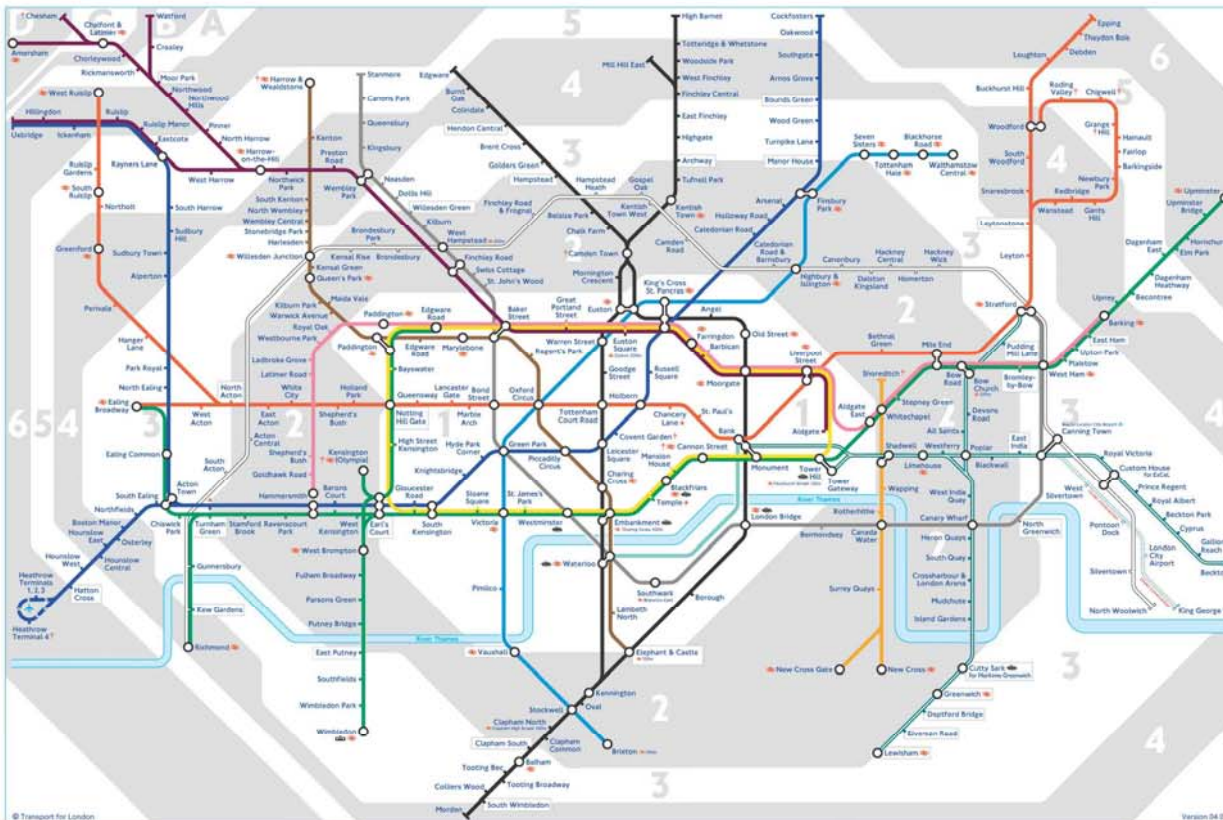 D C B A
5
4
3
2
6
5
4
3
Chesham
Chalfont &
Latimer
Watford
Croxley
Amersham
Chorleywood
Rickmansworth
Moor Park
Northwood
Northwood
Hills
West Ruislip
Pinner
Hillingdon
Ruislip
Ruislip Manor
Uxbridge
Ickenham
Eastcote
North Harrow
Harrow-
on-the-Hill
Rayners Lane
West Harrow
Northwick
Park
Preston
Road
Ruislip
Gardens
South
Ruislip
Northolt
Greenford
Perivale
Hanger
Lane
South Harrow
Sudbury
Hill
Sudbury Town
Alperton
Park Royal
North Ealing
Harrow &
Wealdstone
Kenton
South Kenton
North Wembley
Wembley Central
Stonebridge Park
Harlesden
Willesden Junction
Kensal Green
Queen's Park
Kilburn Park
Maida Vale
Warwick Avenue
Royal Oak
Westbourne Park
Ladbroke Grove
Latimer Road
Stanmore
Canons Park
Queensbury
Kingsbury
Wembley
Park
Neasden
Dollis Hill
Willesden Green
Kilburn
West
Hampstead
Finchley Road
Swiss Cottage
St. John's Wood
Brondesbury
Park
Kensal Rise
Brondesbury
Finchley Road
& Frognal
Edgware
Burnt
Oak
Colindale
Hendon Central
Brent Cross
Golders Green
Hampstead
Hampstead
Heath
Belsize Park
Chalk Farm
Camden Town
Mornington
Crescent
Gospel
Oak
Kentish
Town West
Kentish
Town
Camden
Road
High Barnet
Totteridge & Whetstone
Woodside Park
Mill Hill East
West Finchley
Finchley Central
East Finchley
Highgate
Archway
Tufnell Park
Cockfosters
Oakwood
Southgate
Arnos Grove
Bounds Green
Wood Green
Turnpike Lane
Manor House
Arsenal
Finsbury
Park
Holloway Road
Caledonian Road
Caledonian
Road &
Barnsbury
Highbury &
Islington
Seven
Sisters
Blackhorse
Road
Tottenham
Hale
Walthamstow
Central
Canonbury
Dalston
Kingsland
Hackney
Central
Homerton
Hackney
Wick
Epping
Theydon Bois
Debden
Loughton
Buckhurst Hill
Roding
Valley
Chigwell
Grange
Hill
Hainault
Fairlop
Barkingside
Newbury
Park
Woodford
South
Woodford
Snaresbrook
Redbridge
Wanstead
Gants
Hill
Leytonstone
Leyton
Stratford
Upminster
Upminster
Bridge
Hornchurch
Elm Park
Dagenham
East
Dagenham
Heathway
Becontree
Upney
Barking
East Ham
Upton Park
Plaistow
West Ham
Pudding
Mill Lane
Bromley-
by-Bow
Bow
Church
Bow
Road
Mile End
Bethnal
Green
Stepney Green
Whitechapel
Shoreditch
Aldgate
East
Aldgate
Liverpool
Street
Moorgate
Barbican
Farringdon
Old Street
Angel
King's Cross
St. Pancras
Euston
Euston
Square
Great
Portland
Street
Baker
Street
Warren Street
Regent's Park
Goodge
Street
Russell
Square
Paddington
Edgware
Road
Paddington
Edgware
Road
Marylebone
Bayswater
Ealing
Broadway
West
Acton
North
Acton
East
Acton
White
City
Shepherd's
Bush
Holland
Park
Notting
Hill Gate
Queensway
Lancaster
Gate
Marble
Arch
Bond
Street
Oxford
Circus
Tottenham
Court Road
Holborn
Chancery
Lane
St. Paul's
Bank
Ealing Common
South
Acton
Acton
Central
Shepherd's
Bush
Goldhawk Road
Hammersmith
Kensington
(Olympia)
High Street
Kensington
Hyde Park
Corner
Knightsbridge
Green Park
Piccadilly
Circus
Leicester
Square
Covent Garden
Charing
Cross
Cannon Street
Mansion
House
Blackfriars
Temple
Monument
Tower
Hill
Tower
Gateway
South Ealing
Acton
Town
Northfields
Boston Manor
Hounslow
East
Osterley
Hounslow
West
Hounslow
Central
Heathrow
Terminals
1, 2, 3
Hatton
Cross
Heathrow
Terminal 4
Chiswick
Park
Turnham
Green
Stamford
Brook
Ravenscourt
Park
Barons
Court
West
Kensington
Earl's
Court
Gloucester
Road
South
Kensington
Sloane
Square
Victoria
St. James's
Park
Westminster
Embankment
Gunnersbury
Kew Gardens
Richmond
West Brompton
Fulham Broadway
Parsons Green
Putney Bridge
East Putney
Southfields
Wimbledon Park
Wimbledon
Pimlico
Vauxhall
Stockwell
Brixton
Waterloo
Southwark
Lambeth
North
Borough
London Bridge
Elephant & Castle
Kennington
Oval
Clapham North
Clapham
Common
Clapham South
Balham
Tooting Bec
Tooting Broadway
Colliers Wood
South Wimbledon
Morden
River Thames
River Thames
Shadwell
Limehouse
Westferry
Poplar
Blackwall
East
India
Canning Town
All Saints
Devons
Road
West India
Quay
Canary Wharf
Heron Quays
South Quay
Crossharbour &
London Arena
Mudchute
Island Gardens
Cutty Sark
for Maritime Greenwich
Greenwich
Deptford Bridge
Elverson Road
Lewisham
Wapping
Rotherhithe
Canada
Water
Bermondsey
Surrey Quays
New Cross Gate
New Cross
North
Greenwich
Royal Victoria
Custom House
for ExCeL
Prince Regent
Royal Albert
Beckton Park
Cyprus
Gallions
Reach
West
Silvertown
Pontoon
Dock
London
City
Airport
Silvertown
North Woolwich
King George
© Transport for London